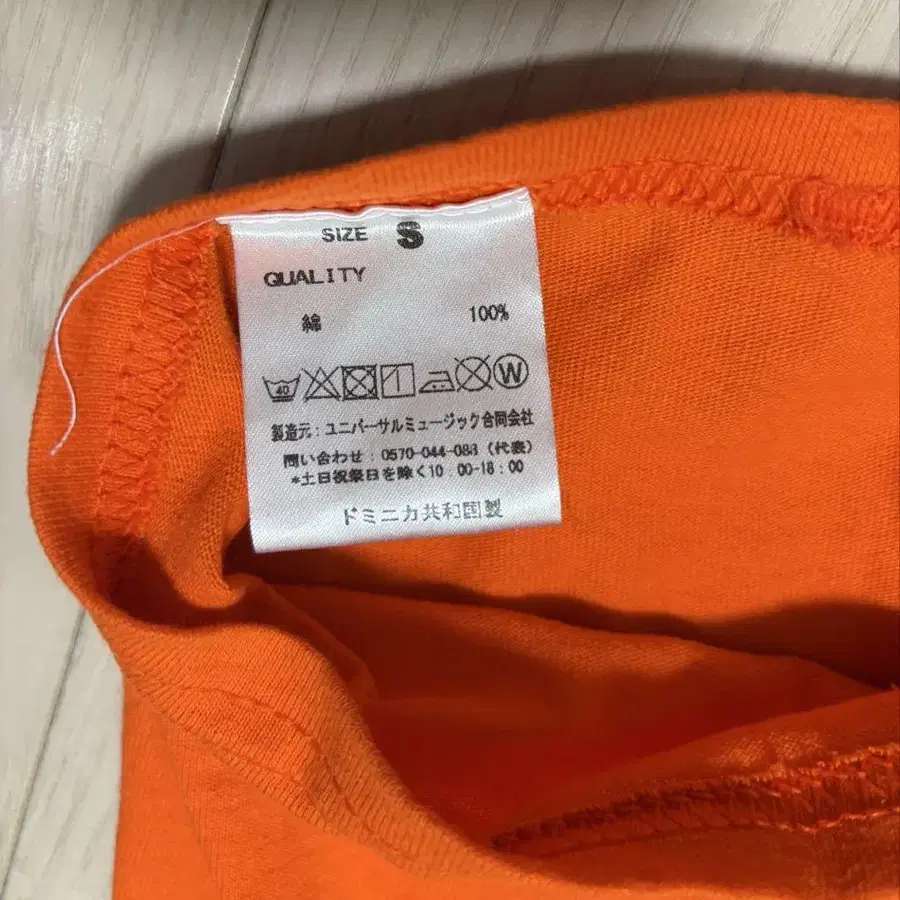 SIZE S
QUALITY
綿 100%
40 W
製造元：ユニバーサルミュージック合同会社
問い合わせ：0570-044-088（代表）
*土日祝祭日を除く10:00-18:00
ドミニカ共和国製